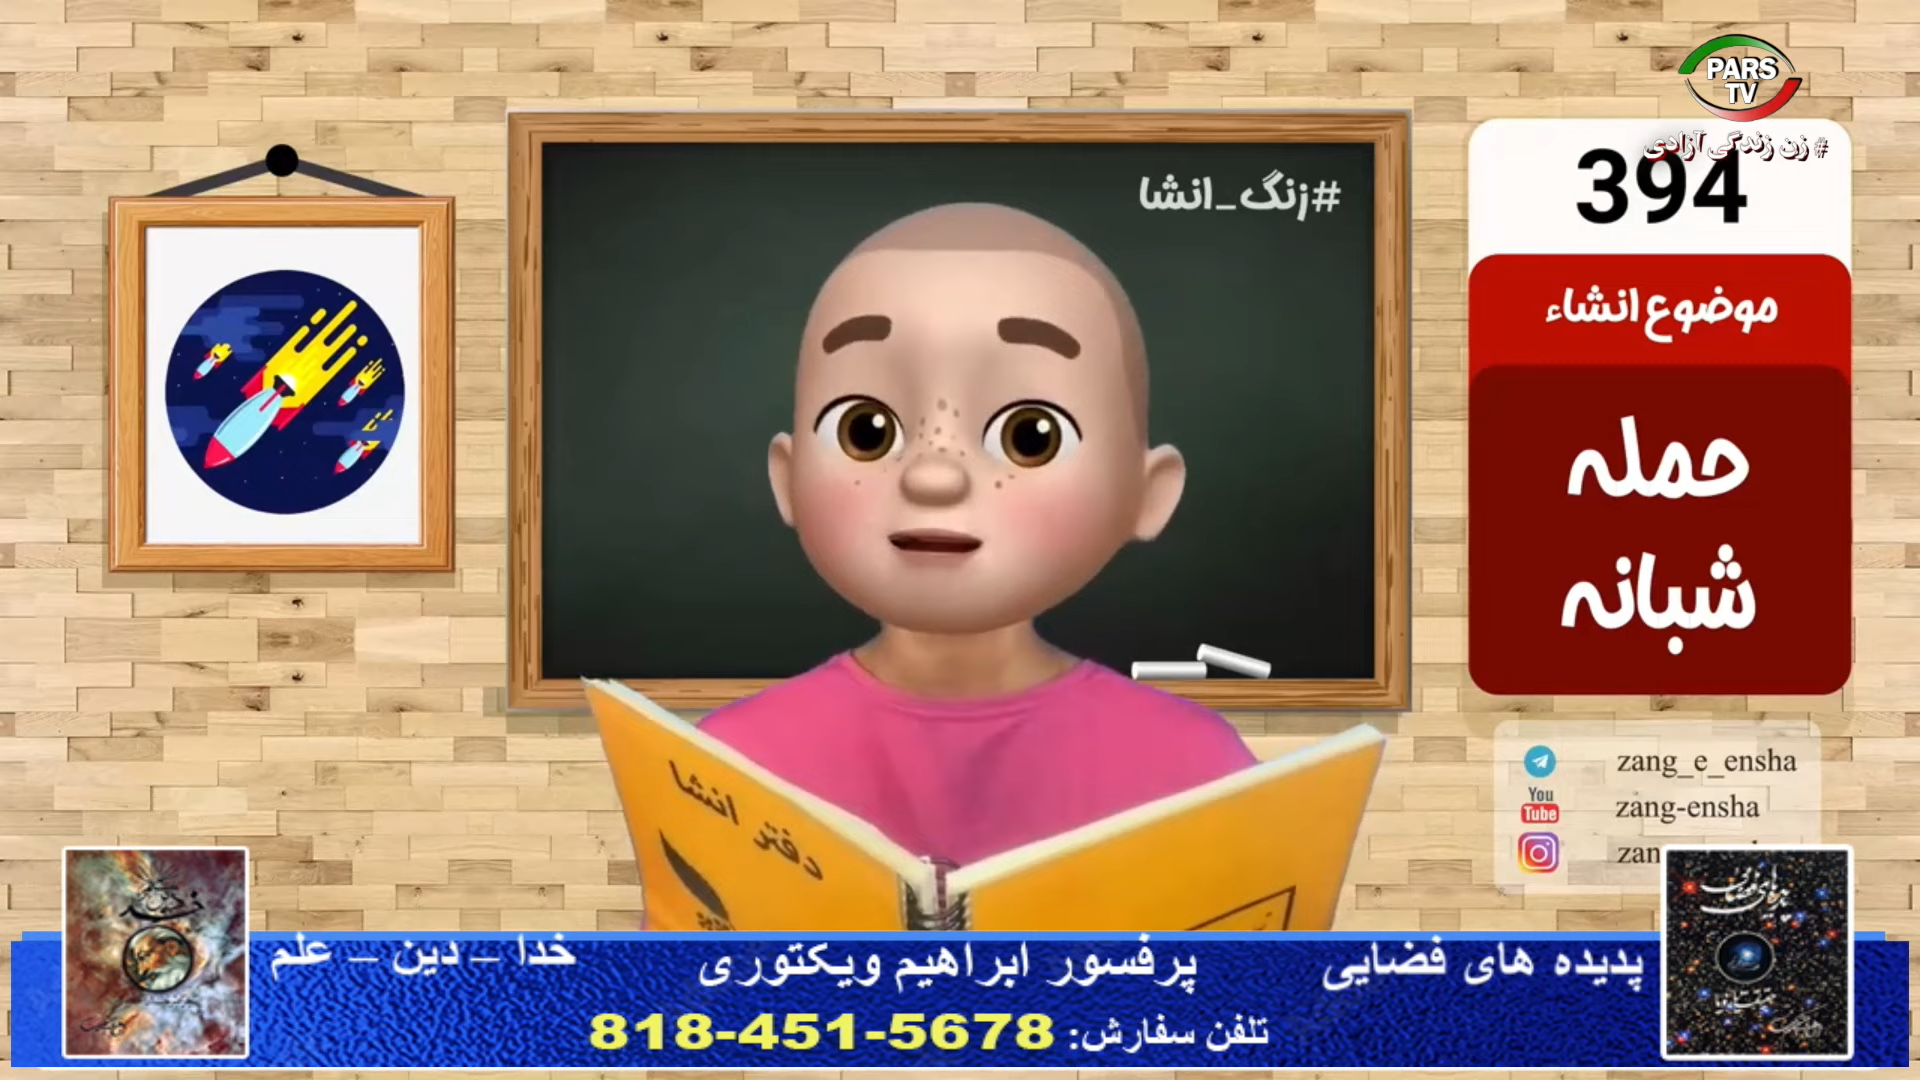 PARS
TV
# زن زندگی آزادی
394
#زنگ_انشا
موضوع انشاء
حمله
شبانه
zang_e_ensha
You
Tube
zang-ensha
zan
دفتر انشا
خدا – دین – علم
پرفسور ابراهیم ویکتوری
پدیده های فضایی
تلفن سفارش: 818-451-5678